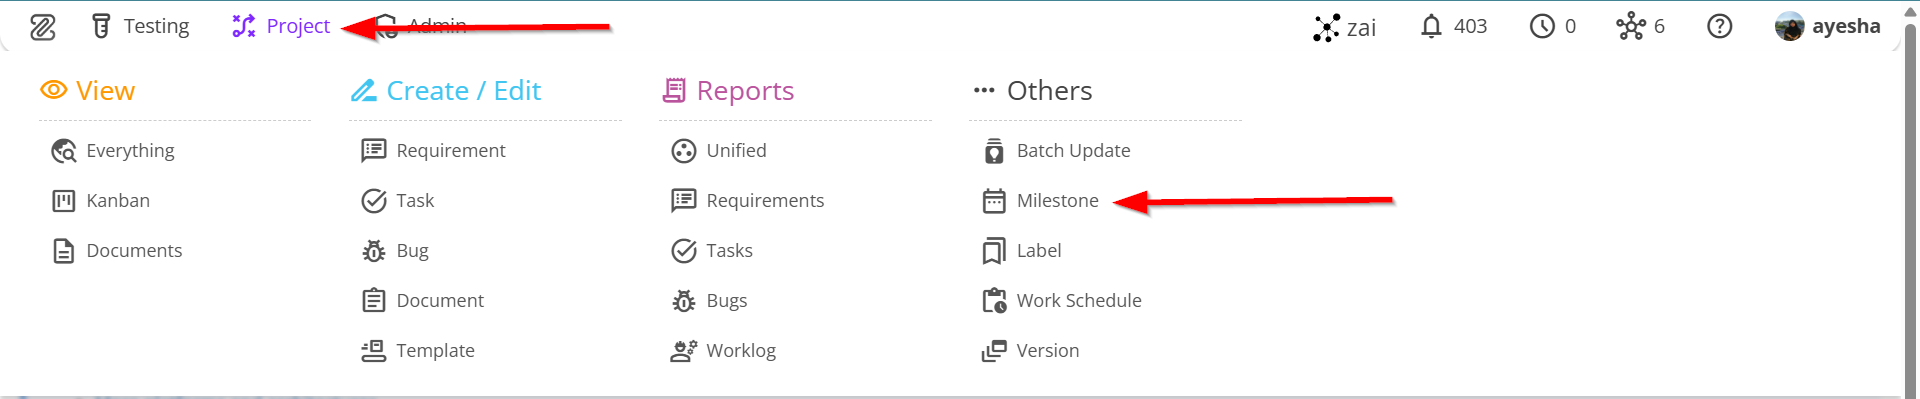 Testing Project Admin zai 403 0 6 ayesha
View Create / Edit Reports Others
Everything Requirement Unified Batch Update
Kanban Task Requirements Milestone
Documents Bug Tasks Label
Document Bugs Work Schedule
Template Worklog Version